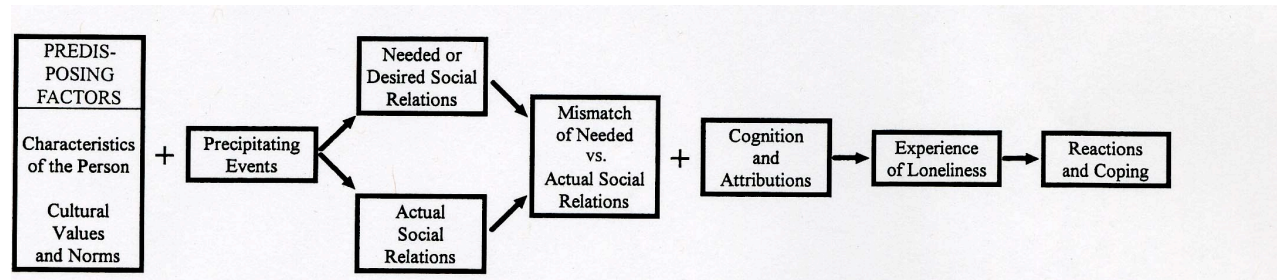 PREDIS-
POSING
FACTORS
Characteristics
of the Person
Cultural
Values
and Norms
+
Precipitating
Events
Needed or
Desired Social
Relations
Actual
Social
Relations
Mismatch
of Needed
vs.
Actual Social
Relations
+
Cognition
and
Attributions
Experience
of Loneliness
Reactions
and Coping